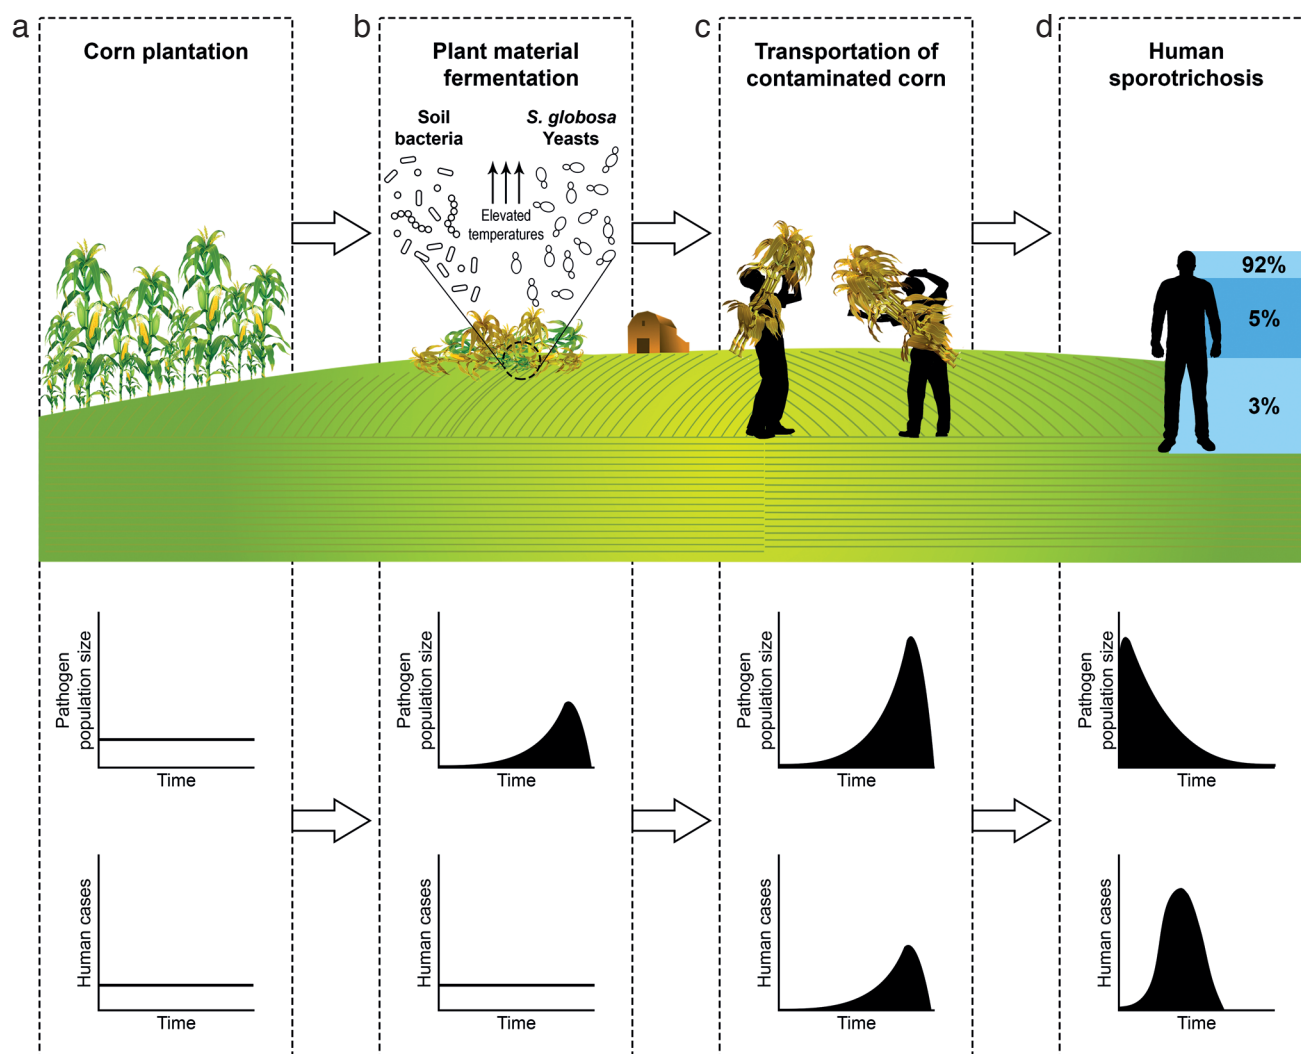 a
Corn plantation
b
Plant material
fermentation
c
Transportation of
contaminated corn
d
Human
sporotrichosis
Soil
bacteria
S. globosa
Yeasts
Elevated
temperatures
92%
5%
3%
Pathogen
population size
Time
Pathogen
population size
Time
Pathogen
population size
Time
Pathogen
population size
Time
Human cases
Time
Human cases
Time
Human cases
Time
Human cases
Time